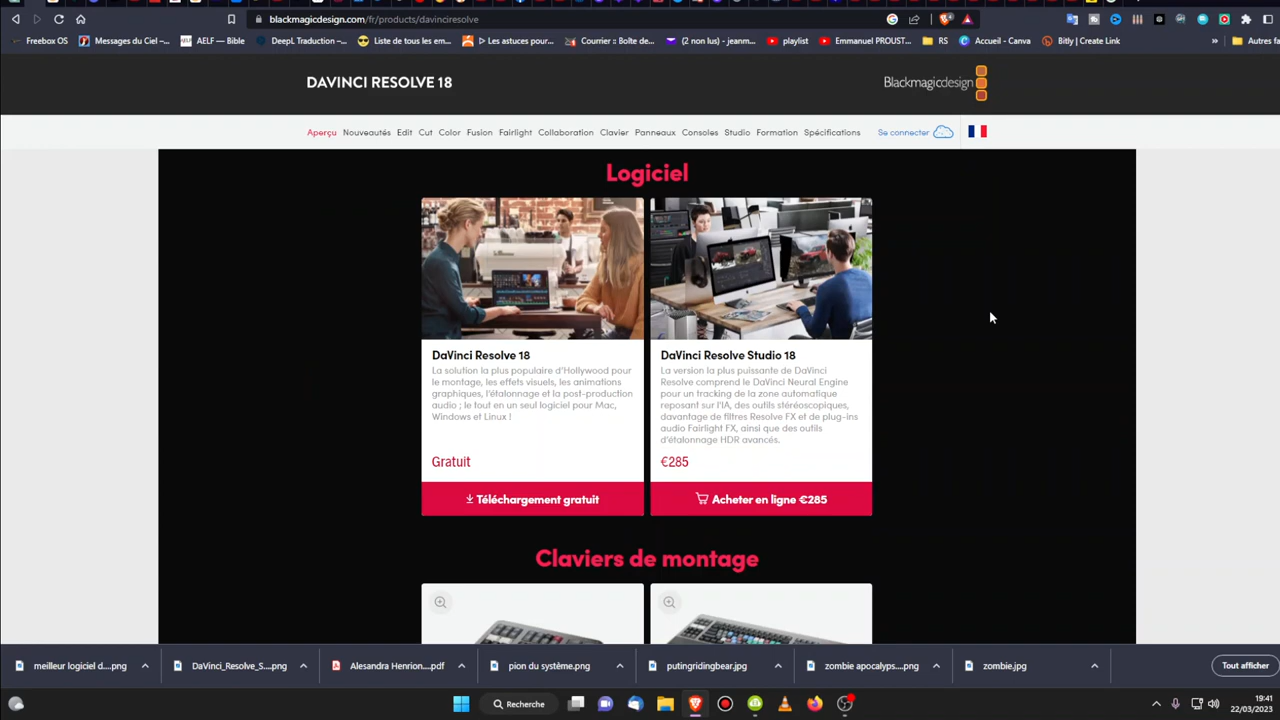 blackmagicdesign.com/fr/products/davinciresolve
Freebox OS
Messages du Ciel –...
AELF — Bible
DeepL Traduction –...
Liste de tous les em...
Les astuces pour...
Courrier :: Boîte de...
(2 non lus) - jeanm...
playlist
Emmanuel PROUST...
RS
Accueil - Canva
Bitly | Create Link
»
Autres fa
DAVINCI RESOLVE 18
Blackmagicdesign
Aperçu Nouveautés Edit Cut Color Fusion Fairlight Collaboration Clavier Panneaux Consoles Studio Formation Spécifications Se connecter
Logiciel
DaVinci Resolve 18
La solution la plus populaire d'Hollywood pour
le montage, les effets visuels, les animations
graphiques, l'étalonnage et la post-production
audio ; le tout en un seul logiciel pour Mac,
Windows et Linux !
Gratuit
Téléchargement gratuit
DaVinci Resolve Studio 18
La version la plus puissante de DaVinci
Resolve comprend le DaVinci Neural Engine
pour un tracking de la zone automatique
reposant sur l'IA, des outils stéréoscopiques,
davantage de filtres Resolve FX et de plug-ins
audio Fairlight FX, ainsi que des outils
d'étalonnage HDR avancés.
€285
Acheter en ligne €285
Claviers de montage
meilleur logiciel d....png
DaVinci_Resolve_S....png
Alesandra Henrion....pdf
pion du système.png
putingridingbear.jpg
zombie apocalyps....png
zombie.jpg
Tout afficher
Recherche
19:41
22/03/2023